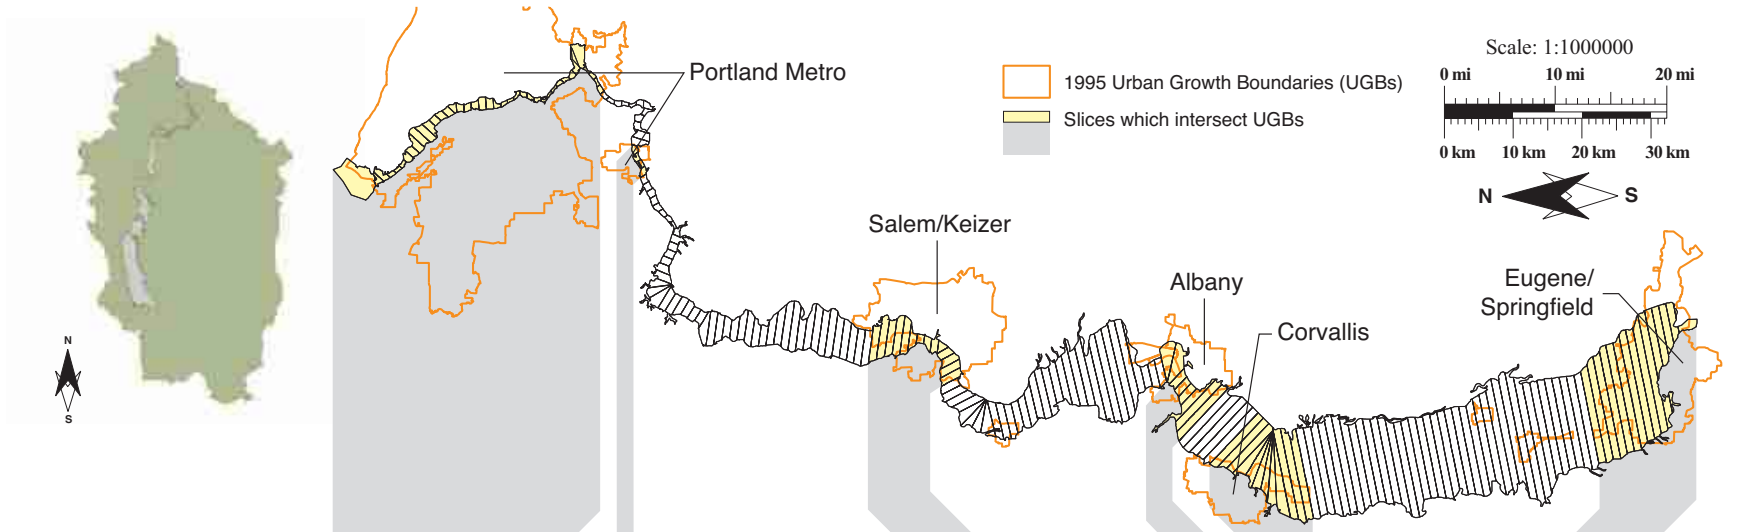 N
S
Portland Metro
Salem/Keizer
Albany
Corvallis
Eugene/
Springfield
1995 Urban Growth Boundaries (UGBs)
Slices which intersect UGBs
Scale: 1:1000000
0 mi 10 mi 20 mi
0 km 10 km 20 km 30 km
N S